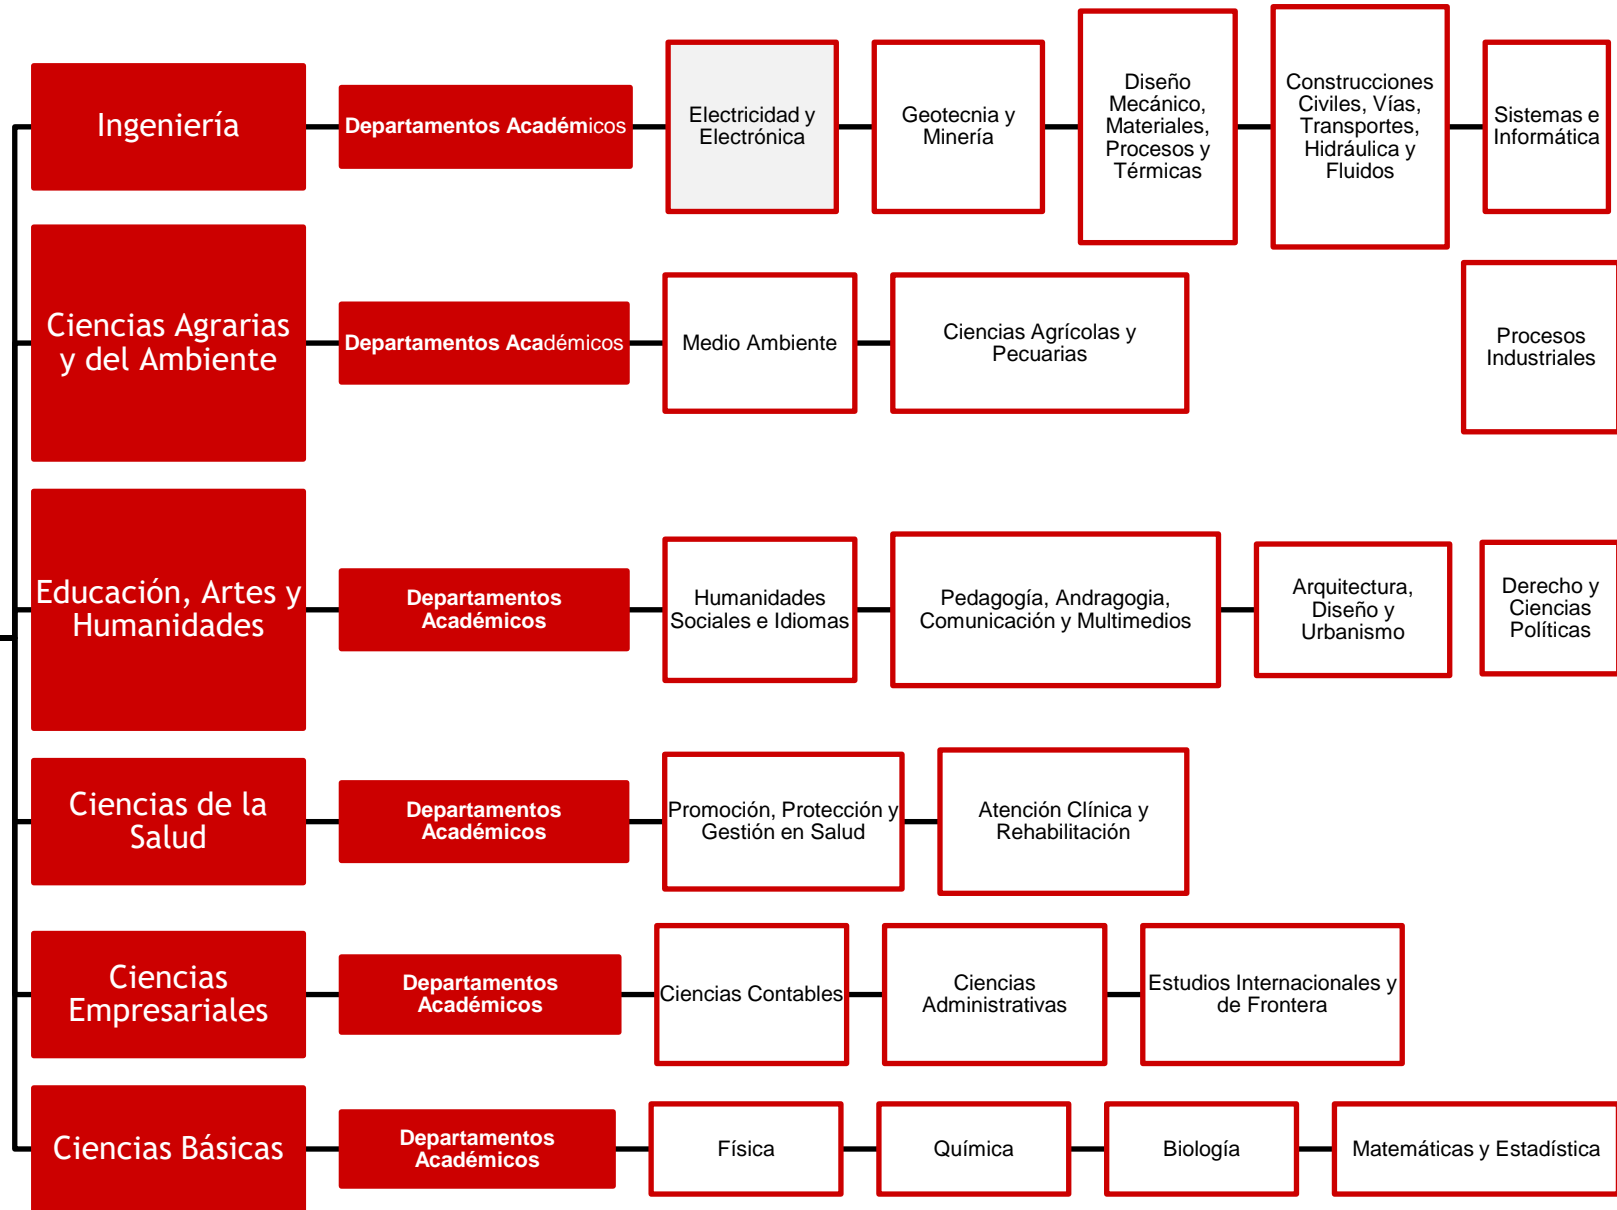 Ingeniería
Departamentos Académicos
Electricidad y
Electrónica
Geotecnia y
Minería
Diseño
Mecánico,
Materiales,
Procesos y
Térmicas
Construcciones
Civiles, Vías,
Transportes,
Hidráulica y
Fluidos
Sistemas e
Informática
Ciencias Agrarias
y del Ambiente
Departamentos Académicos
Medio Ambiente
Ciencias Agrícolas y
Pecuarias
Procesos
Industriales
Educación, Artes y
Humanidades
Departamentos
Académicos
Humanidades
Sociales e Idiomas
Pedagogía, Andragogia,
Comunicación y Multimedios
Arquitectura,
Diseño y
Urbanismo
Derecho y
Ciencias
Políticas
Ciencias de la
Salud
Departamentos
Académicos
Promoción, Protección y
Gestión en Salud
Atención Clínica y
Rehabilitación
Ciencias
Empresariales
Departamentos
Académicos
Ciencias Contables
Ciencias
Administrativas
Estudios Internacionales y
de Frontera
Ciencias Básicas
Departamentos
Académicos
Física
Química
Biología
Matemáticas y Estadística